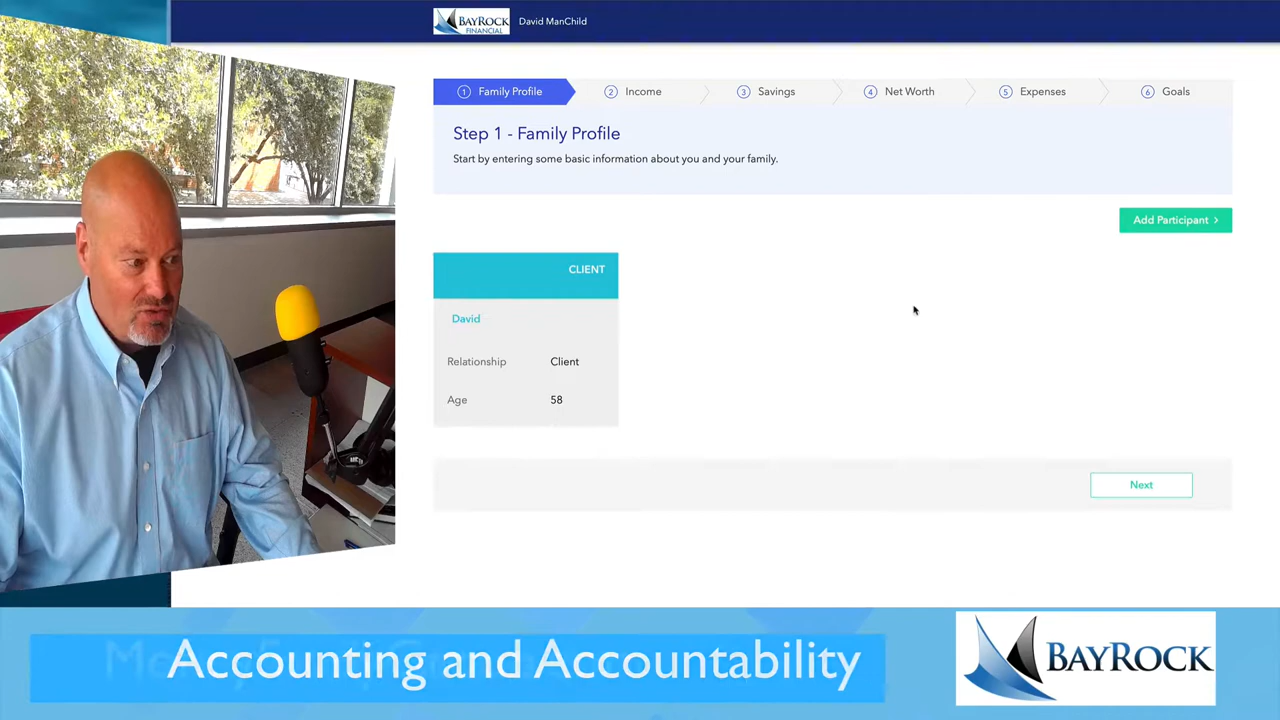 BAYROCK
FINANCIAL
David ManChild
1 Family Profile
2 Income
3 Savings
4 Net Worth
5 Expenses
6 Goals
Step 1 - Family Profile
Start by entering some basic information about you and your family.
Add Participant >
CLIENT
David
Relationship Client
Age 58
Next
Accounting and Accountability
BAYROCK